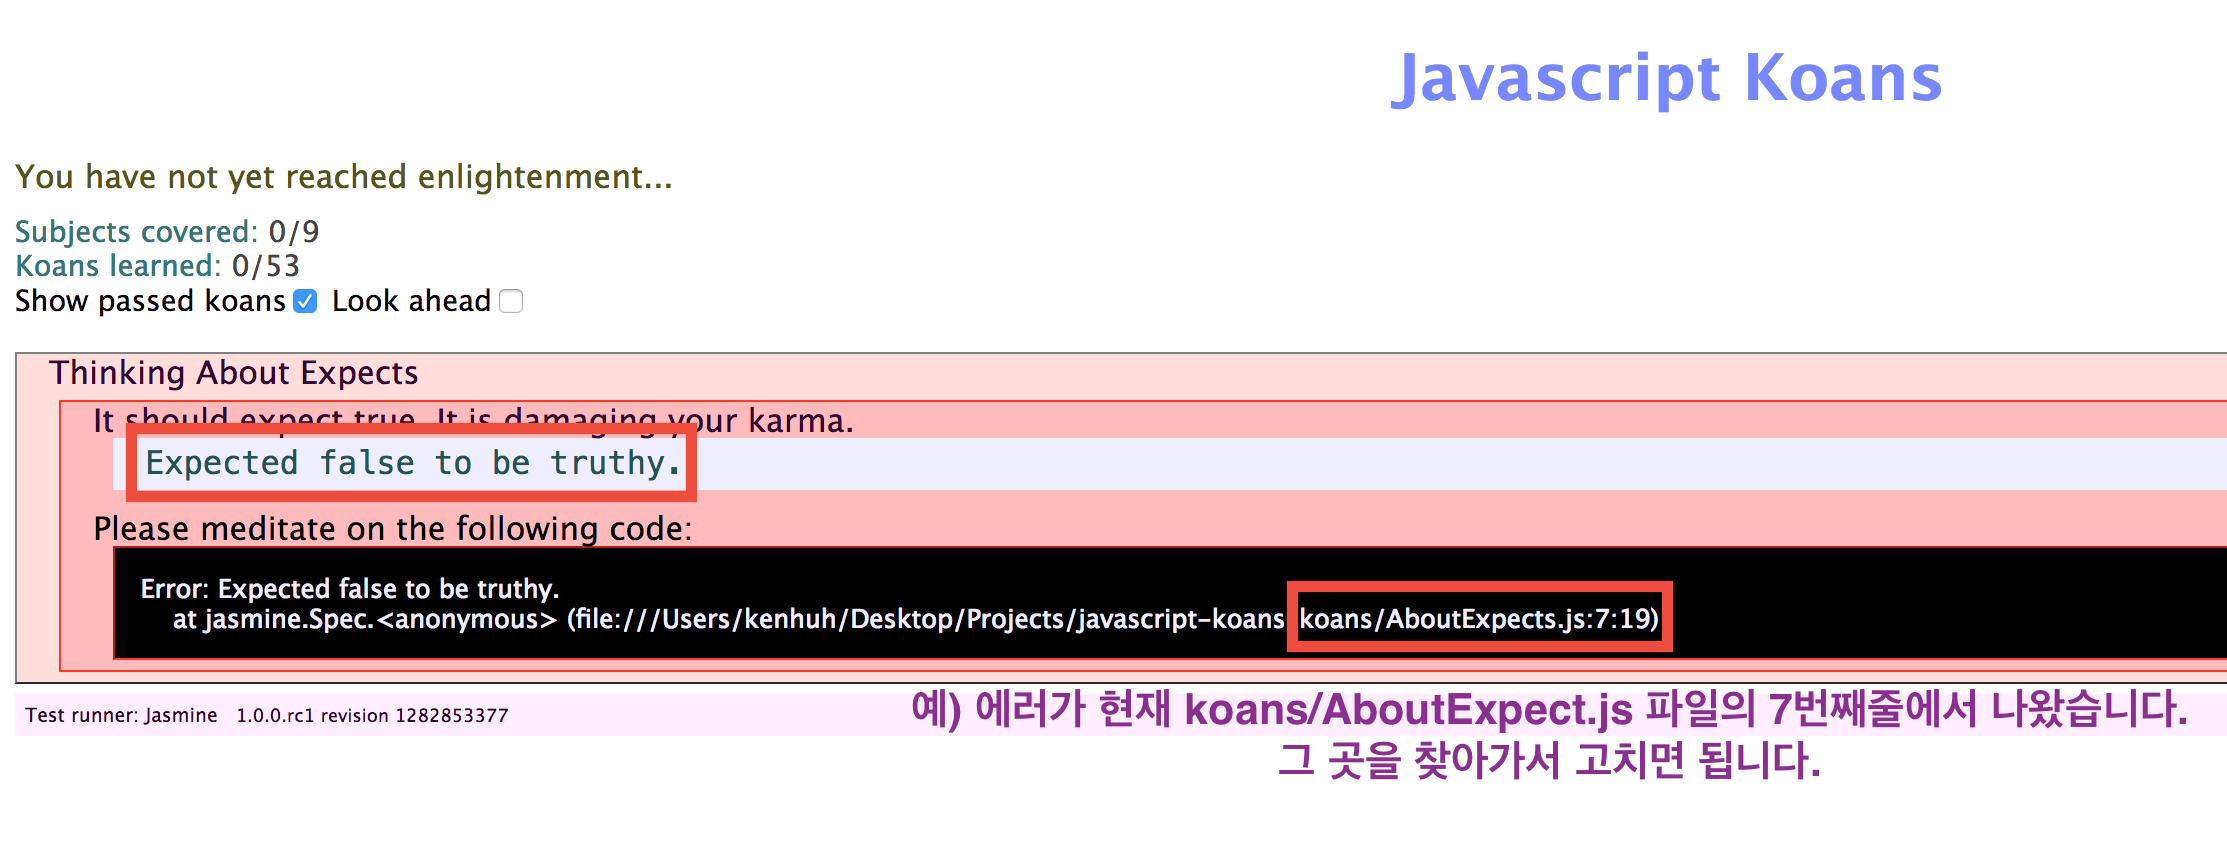 Javascript Koans
You have not yet reached enlightenment...
Subjects covered: 0/9
Koans learned: 0/53
Show passed koans Look ahead
Thinking About Expects
It should expect true. It is damaging your karma.
Expected false to be truthy.
Please meditate on the following code:
Error: Expected false to be truthy.
at jasmine.Spec.<anonymous> (file:///Users/kenhuh/Desktop/Projects/javascript-koans koans/AboutExpects.js:7:19)
Test runner: Jasmine 1.0.0.rc1 revision 1282853377
예) 에러가 현재 koans/AboutExpect.js 파일의 7번째줄에서 나왔습니다.
그 곳을 찾아가서 고치면 됩니다.